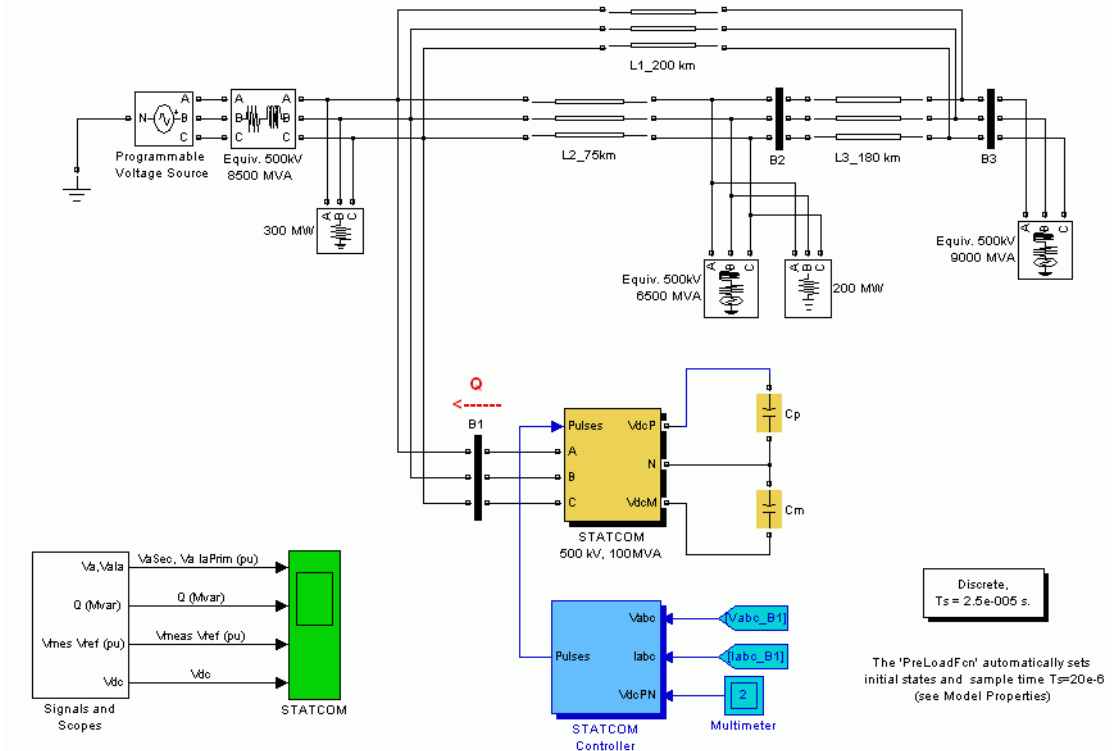 L1_200 km
N
A
B
C
A
B
C
A
B
C
Programmable
Voltage Source
Equiv. 500kV
8500 MVA
L2_75km
B2
L3_180 km
B3
A
B
C
300 MW
A
B
C
Equiv. 500kV
6500 MVA
A
B
C
200 MW
A
B
C
Equiv. 500kV
9000 MVA
Q
<------
B1
Pulses
A
B
C
VdcP
N
VdcM
STATCOM
500 kV, 100MVA
Cp
Cm
Va,VaIa
Q (Mvar)
Vmes Vref (pu)
Vdc
Signals and
Scopes
VaSec, Va IaPrim (pu)
Q (Mvar)
Vmeas Vref (pu)
Vdc
STATCOM
Pulses
Vabc
Iabc
VdcPN
STATCOM
Controller
[Vabc_B1]
[Iabc_B1]
2
Multimeter
Discrete,
Ts = 2.5e-005 s.
The 'PreLoadFcn' automatically sets
initial states and sample time Ts=20e-6
(see Model Properties)